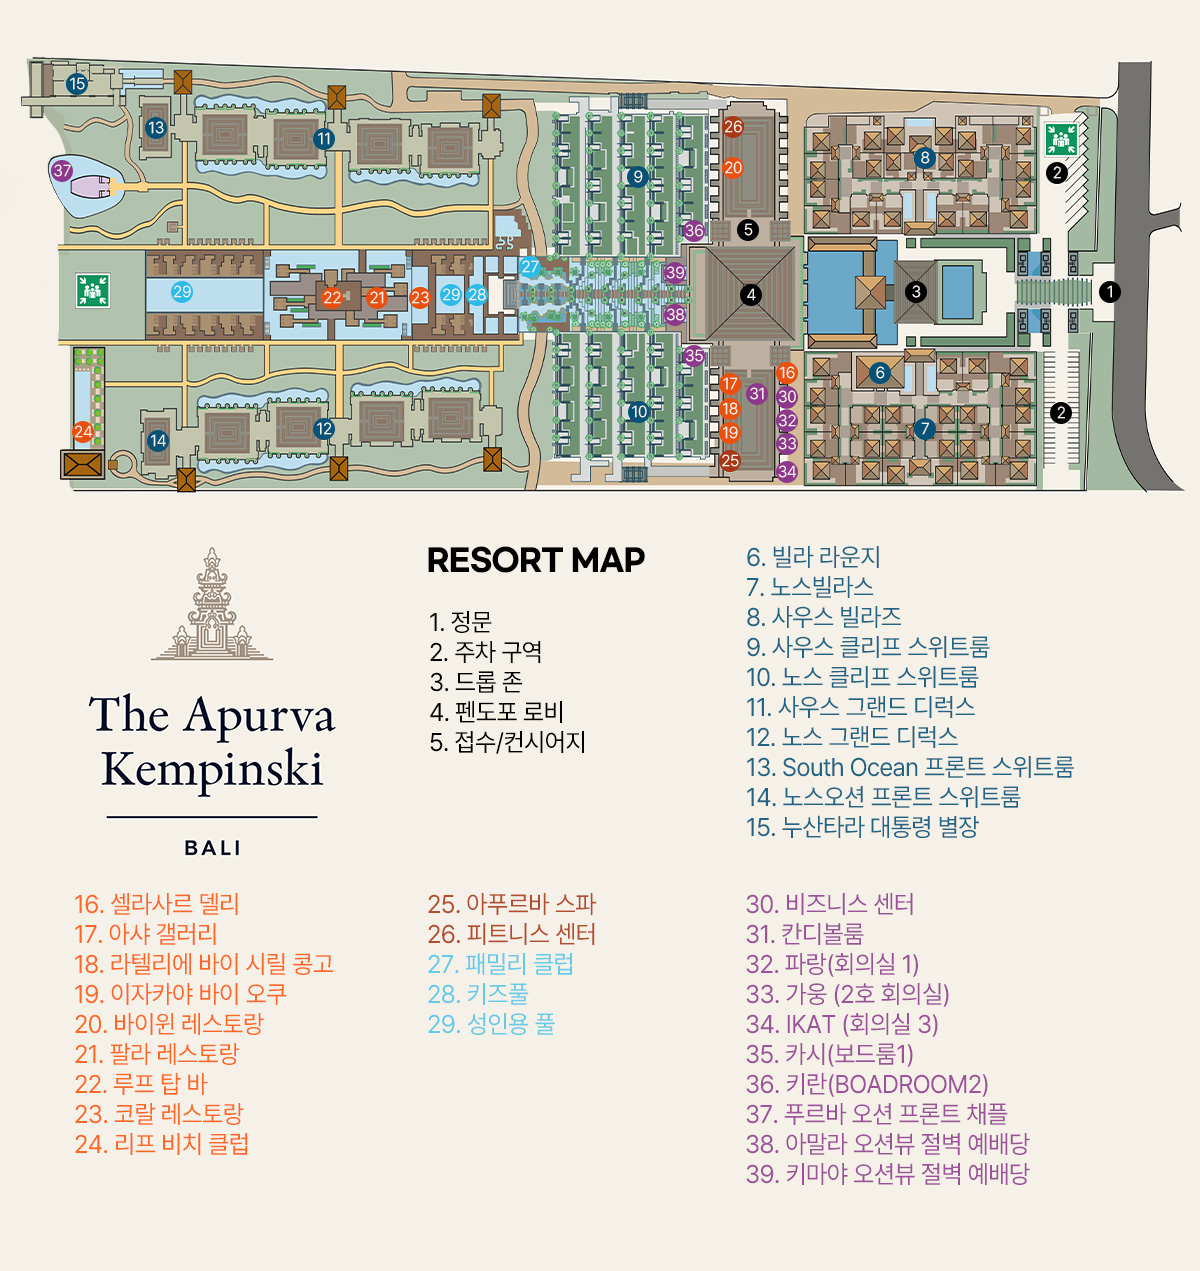 15
13
11
37
29
22
21
23
29
28
27
24
14
12
9
10
36
39
38
35
26
20
5
4
17
18
19
25
31
16
30
32
33
34
8
3
6
7
2
1
2
The Apurva
Kempinski
BALI
RESORT MAP
1. 정문
2. 주차 구역
3. 드롭 존
4. 펜도포 로비
5. 접수/컨시어지
6. 빌라 라운지
7. 노스빌라스
8. 사우스 빌라즈
9. 사우스 클리프 스위트룸
10. 노스 클리프 스위트룸
11. 사우스 그랜드 디럭스
12. 노스 그랜드 디럭스
13. South Ocean 프론트 스위트룸
14. 노스오션 프론트 스위트룸
15. 누산타라 대통령 별장
16. 셀라사르 델리
17. 아샤 갤러리
18. 라텔리에 바이 시릴 콩고
19. 이자카야 바이 오쿠
20. 바이윈 레스토랑
21. 팔라 레스토랑
22. 루프 탑 바
23. 코랄 레스토랑
24. 리프 비치 클럽
25. 아푸르바 스파
26. 피트니스 센터
27. 패밀리 클럽
28. 키즈풀
29. 성인용 풀
30. 비즈니스 센터
31. 칸디볼룸
32. 파랑(회의실 1)
33. 가웅 (2호 회의실)
34. IKAT (회의실 3)
35. 카시(보드룸1)
36. 키란(BOADROOM2)
37. 푸르바 오션 프론트 채플
38. 아말라 오션뷰 절벽 예배당
39. 키마야 오션뷰 절벽 예배당